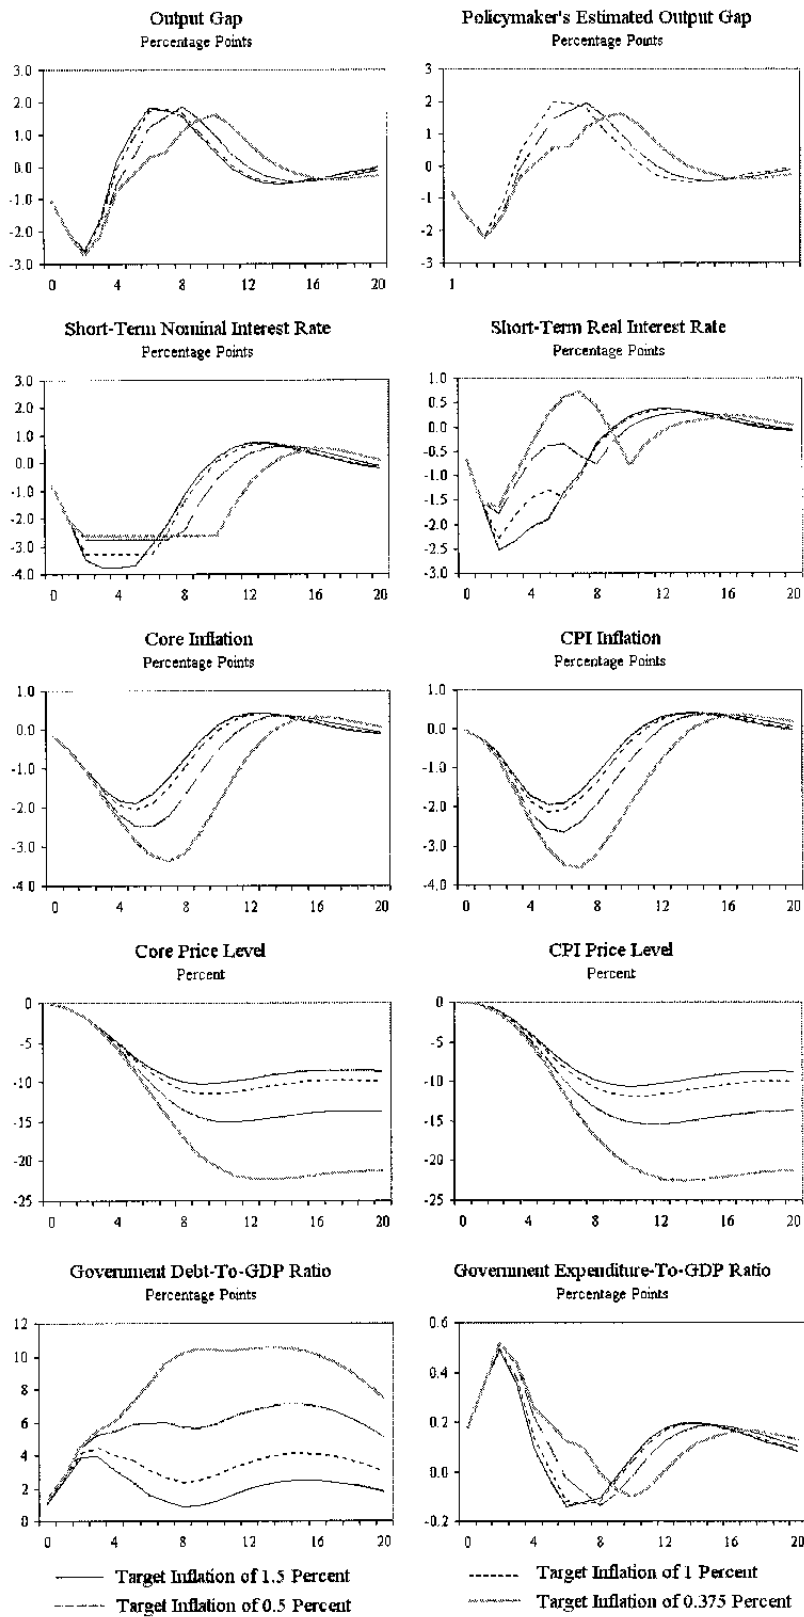 Output Gap
Percentage Points
3.0
2.0
1.0
0.0
-1.0
-2.0
-3.0
0 4 8 12 16 20
Policymaker's Estimated Output Gap
Percentage Points
3
2
1
0
-1
-2
-3
1
Short-Term Nominal Interest Rate
Percentage Points
3.0
2.0
1.0
0.0
-1.0
-2.0
-3.0
-4.0
0 4 8 12 16 20
Short-Term Real Interest Rate
Percentage Points
1.0
0.5
0.0
-0.5
-1.0
-1.5
-2.0
-2.5
-3.0
0 4 8 12 16 20
Core Inflation
Percentage Points
1.0
0.0
-1.0
-2.0
-3.0
-4.0
0 4 8 12 16 20
CPI Inflation
Percentage Points
1.0
0.0
-1.0
-2.0
-3.0
-4.0
0 4 8 12 16 20
Core Price Level
Percent
0
-5
-10
-15
-20
-25
0 4 8 12 16 20
CPI Price Level
Percent
0
-5
-10
-15
-20
-25
0 4 8 12 16 20
Government Debt-To-GDP Ratio
Percentage Points
12
10
8
6
4
2
0
0 4 8 12 16 20
Government Expenditure-To-GDP Ratio
Percentage Points
0.6
0.4
0.2
0.0
-0.2
0 4 8 12 16 20
Target Inflation of 1.5 Percent
Target Inflation of 1 Percent
Target Inflation of 0.5 Percent
Target Inflation of 0.375 Percent